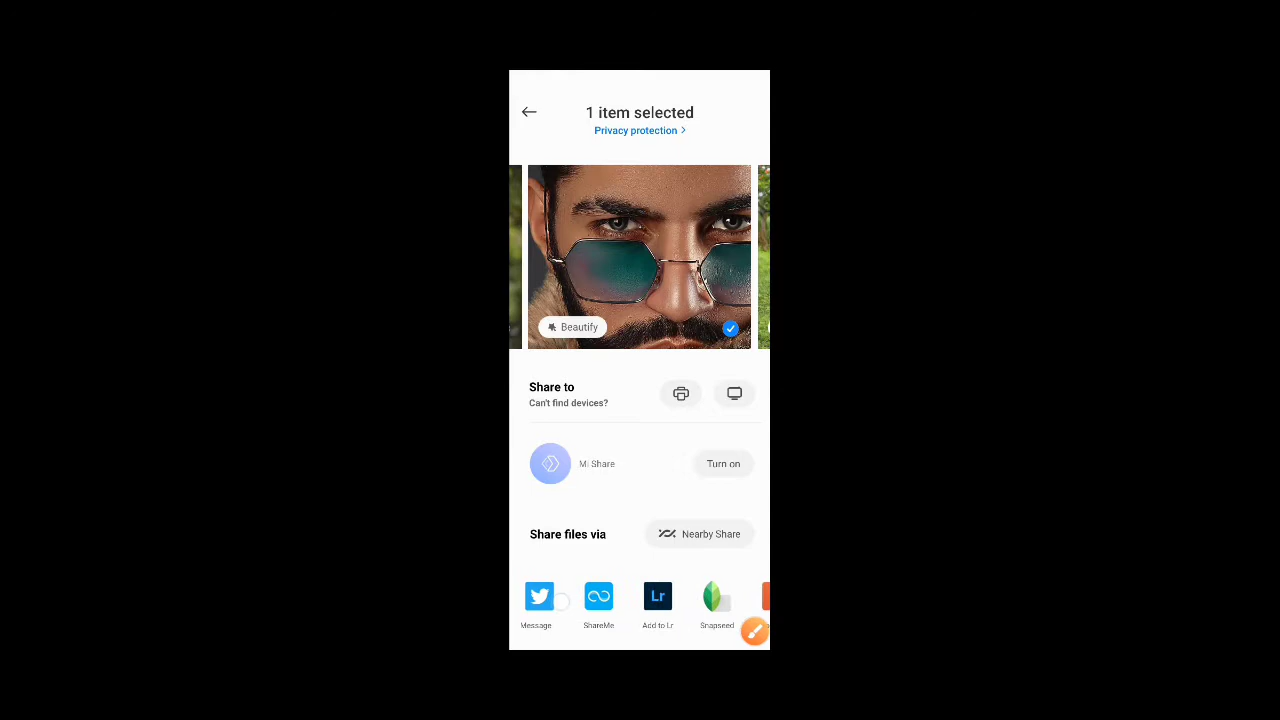 1 item selected
Privacy protection
Beautify
Share to
Can't find devices?
Mi Share
Turn on
Share files via
Nearby Share
Lr
Message
ShareMe
Add to Lr
Snapseed